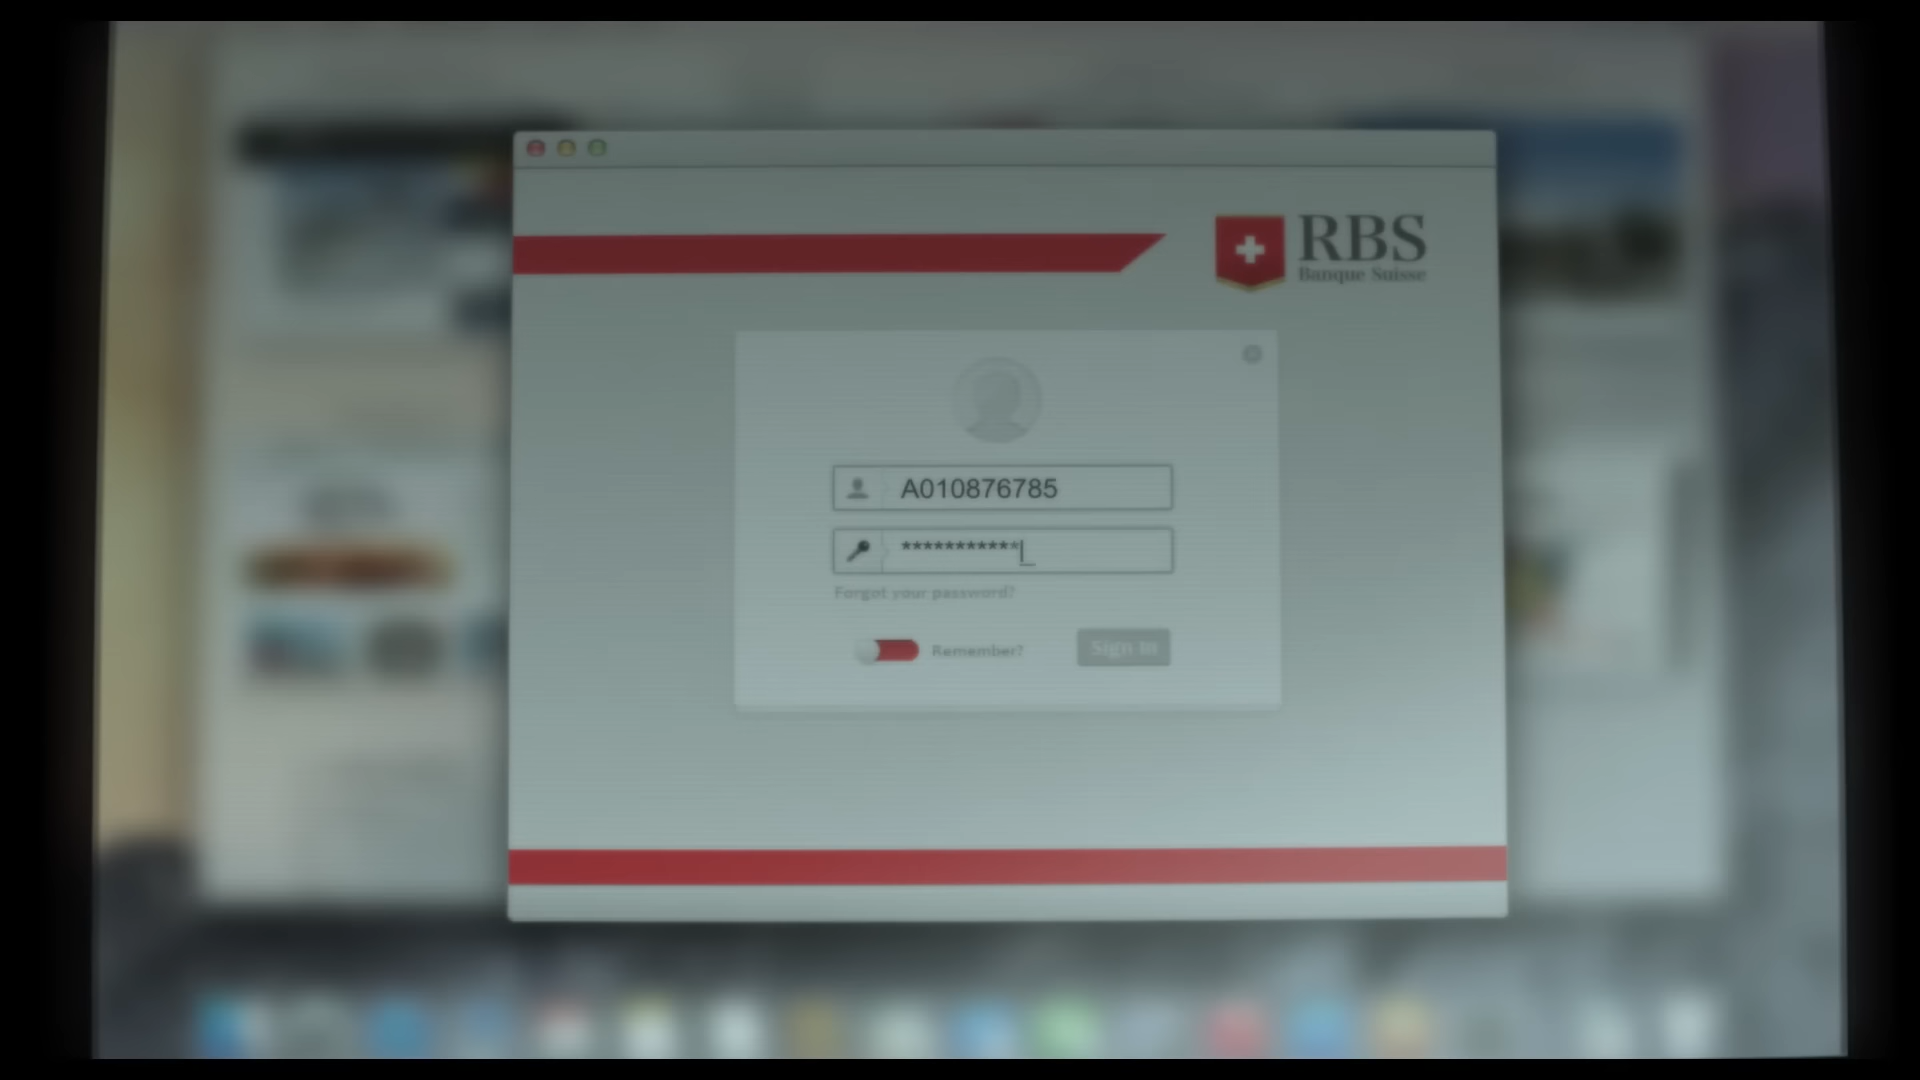 RBS
Banque Suisse
A010876785
***********
Forgot your password?
Remember?
Sign In